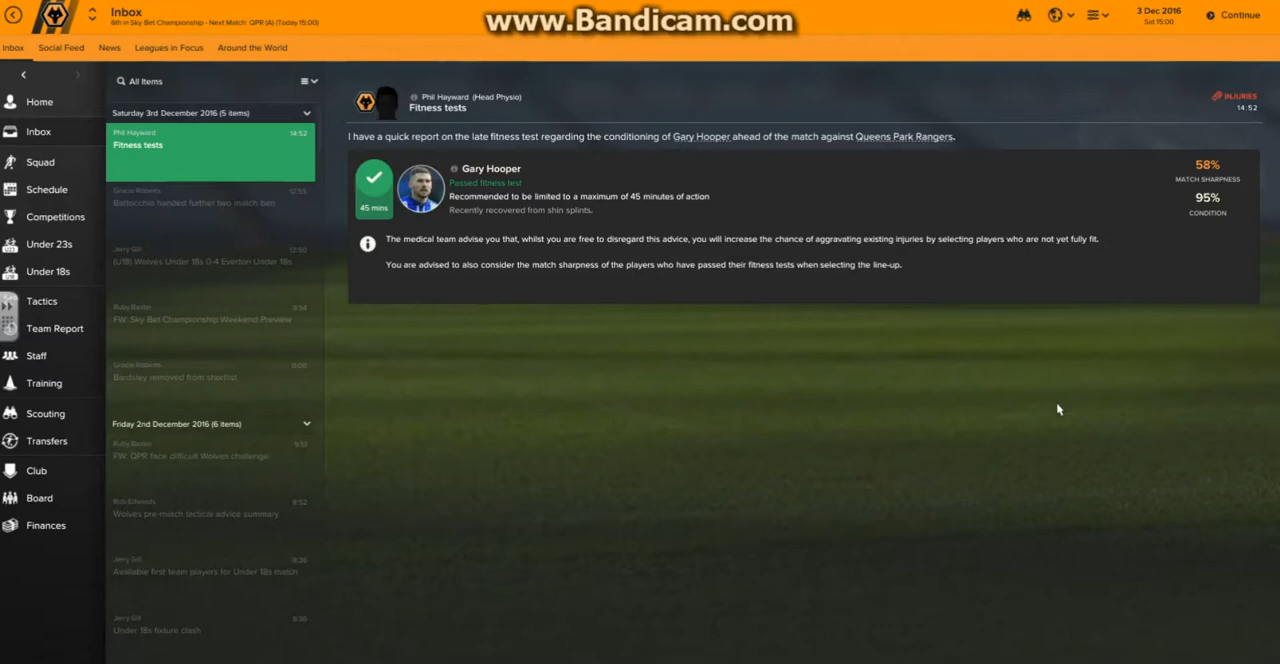 www.Bandicam.com
Inbox
6th in Sky Bet Championship - Next Match: QPR (A) (Today 15:00)
3 Dec 2016
Sat 15:00
Continue
Inbox
Social Feed
News
Leagues in Focus
Around the World
Home
Inbox
Squad
Schedule
Competitions
Under 23s
Under 18s
Tactics
Team Report
Staff
Training
Scouting
Transfers
Club
Board
Finances
All Items
Saturday 3rd December 2016 (5 items)
Phil Hayward 14:52
Fitness tests
Gracie Roberts 12:55
Battocchio handed further two match ban
Jerry Gill 12:50
(U18) Wolves Under 18s 0-4 Everton Under 18s
Ruby Baxter 9:54
FW: Sky Bet Championship Weekend Preview
Gracie Roberts 0:00
Bardsley removed from shortlist
Friday 2nd December 2016 (6 items)
Ruby Baxter
FW: QPR face difficult Wolves challenge
Rob Edwards 8:52
Wolves pre-match tactical advice summary
Jerry Gill 8:36
Available first team players for Under 18s match
Jerry Gill 8:36
Under 18s fixture clash
Phil Hayward (Head Physio)
Fitness tests
INJURIES
14:52
I have a quick report on the late fitness test regarding the conditioning of Gary Hooper ahead of the match against Queens Park Rangers.
45 mins
Gary Hooper
Passed fitness test
Recommended to be limited to a maximum of 45 minutes of action
Recently recovered from shin splints.
58%
MATCH SHARPNESS
95%
CONDITION
The medical team advise you that, whilst you are free to disregard this advice, you will increase the chance of aggravating existing injuries by selecting players who are not yet fully fit.
You are advised to also consider the match sharpness of the players who have passed their fitness tests when selecting the line-up.